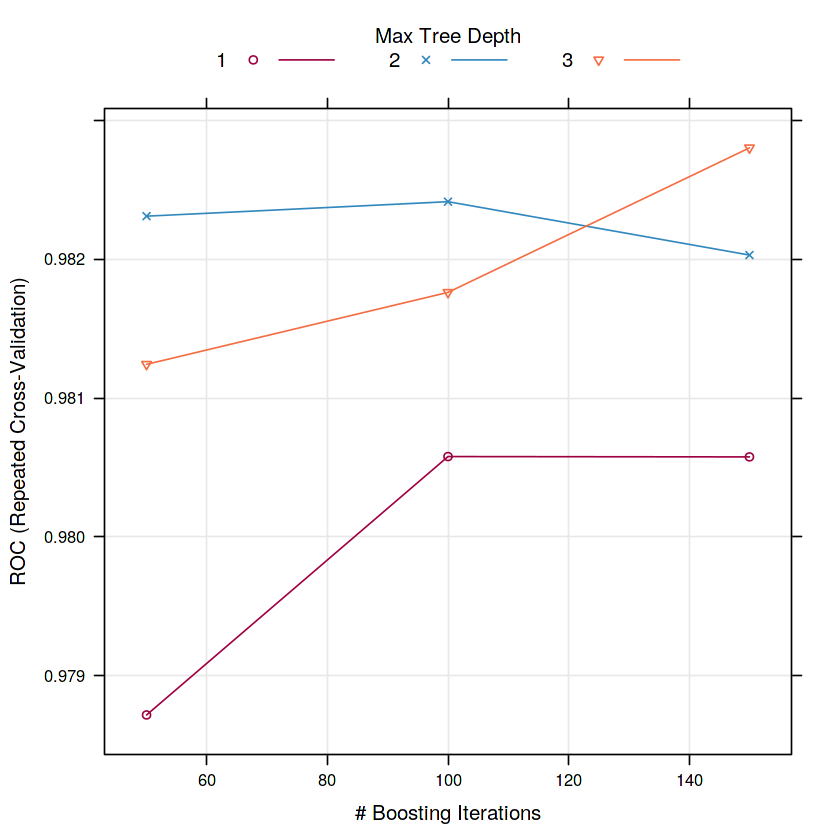 Max Tree Depth
1 2 3
ROC (Repeated Cross-Validation)
0.982
0.981
0.980
0.979
60 80 100 120 140
# Boosting Iterations